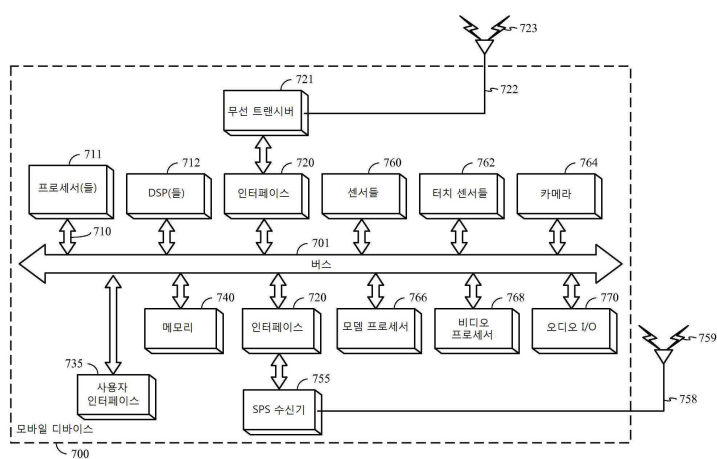 723
721
722
무선 트랜시버
711
712
720
760
762
764
프로세서(들)
DSP(들)
인터페이스
센서들
터치 센서들
카메라
710
701
버스
740
720
766
768
770
메모리
인터페이스
모뎀 프로세서
비디오
프로세서
오디오 I/O
759
735
755
사용자
인터페이스
SPS 수신기
758
모바일 디바이스
700